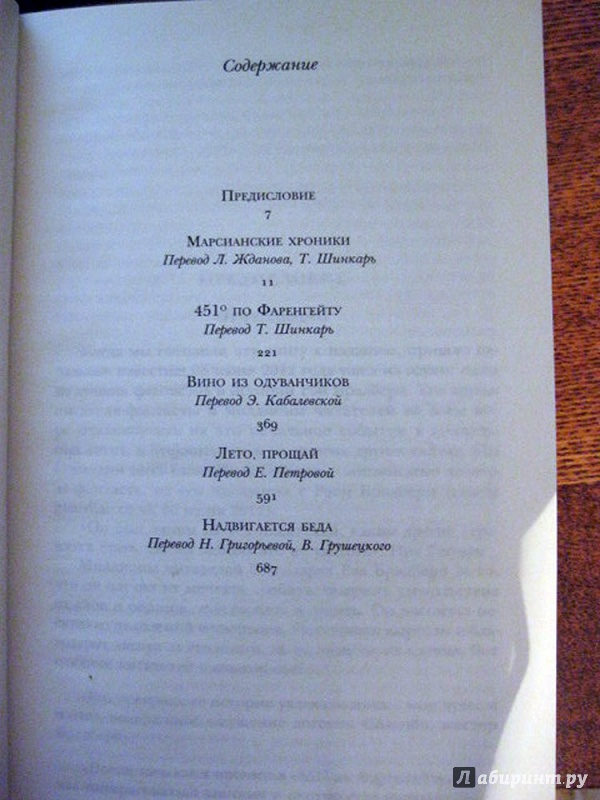 Содержание
Предисловие
7
Марсианские хроники
Перевод Л. Жданова, Т. Шинкарь
11
451° по Фаренгейту
Перевод Т. Шинкарь
221
Вино из одуванчиков
Перевод Э. Кабалевской
369
Лето, прощай
Перевод Е. Петровой
591
Надвигается беда
Перевод Н. Григорьевой, В. Грушецкого
687
Лабиринт.ру